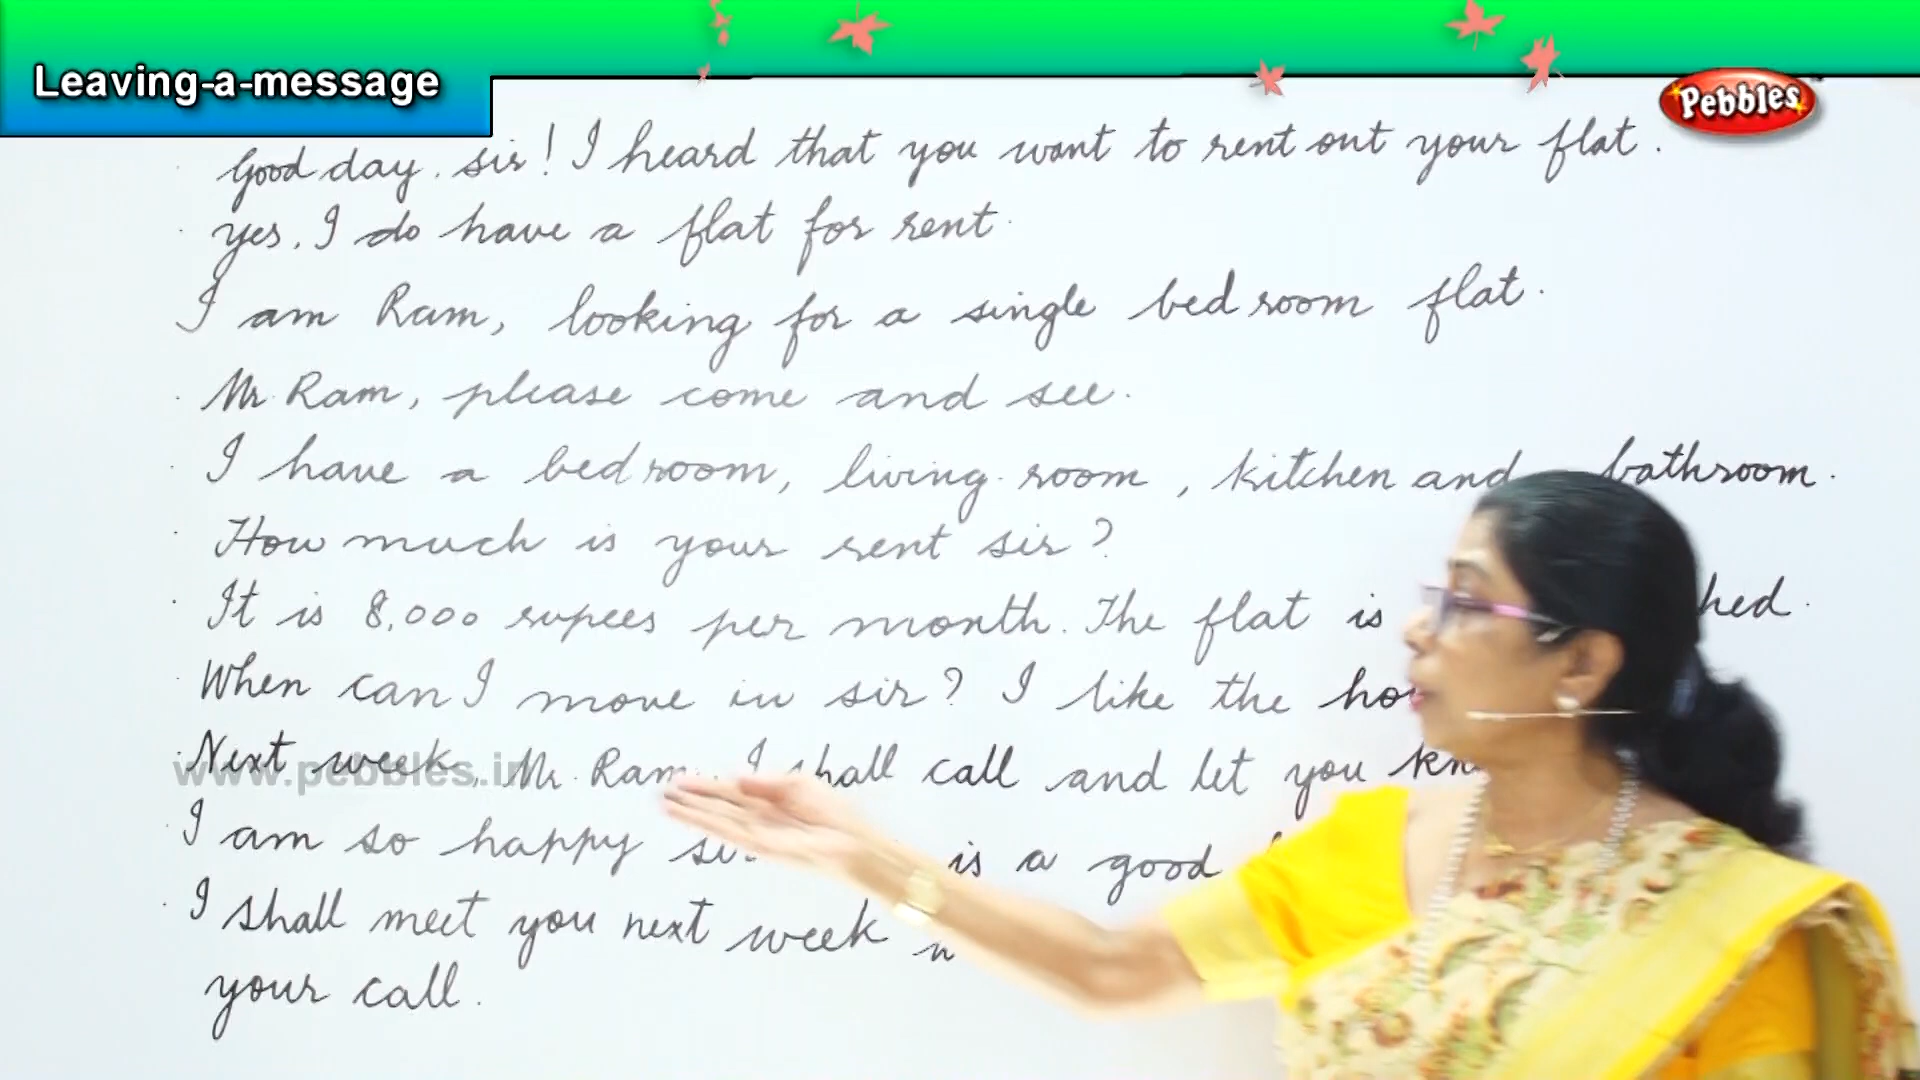 Leaving-a-message
Pebbles
Good day. sir! I heard that you want to rent out your flat.
yes. I do have a flat for rent.
I am Ram, looking for a single bed room flat.
Mr. Ram, please come and see.
I have a bedroom, living room, kitchen and bathroom.
How much is your rent sir?
It is 8,000 rupees per month. The flat is
When can I move in sir? I like the
Next week, Mr. Ram. I shall call and let you
www.pebbles.in
I am so happy is a good
I shall meet you next week
your call.